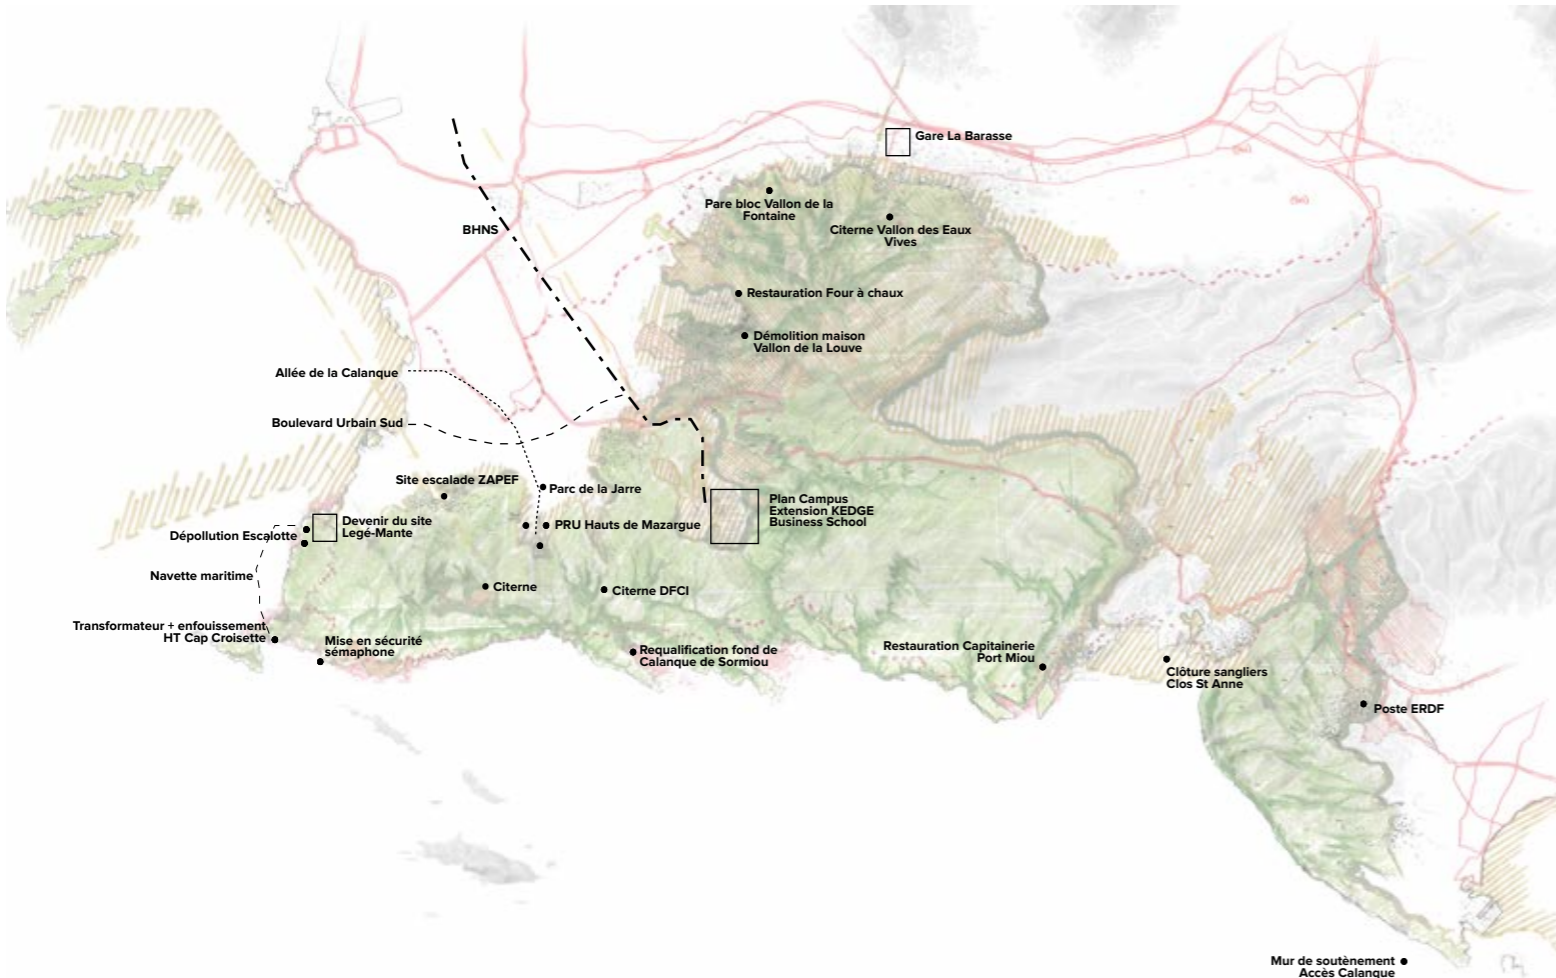 Gare La Barasse
Pare bloc Vallon de la
Fontaine
Citerne Vallon des Eaux
Vives
BHNS
Restauration Four à chaux
Démolition maison
Vallon de la Louve
Allée de la Calanque
Boulevard Urbain Sud
Site escalade ZAPEF
Parc de la Jarre
Plan Campus
Extension KEDGE
Business School
Devenir du site
Legé-Mante
PRU Hauts de Mazargue
Dépollution Escalotte
Navette maritime
Citerne
Citerne DFCI
Transformateur + enfouissement
HT Cap Croisette
Mise en sécurité
sémaphone
Requalification fond de
Calanque de Sormiou
Restauration Capitainerie
Port Miou
Clôture sangliers
Clos St Anne
Poste ERDF
Mur de soutènement
Accès Calanque